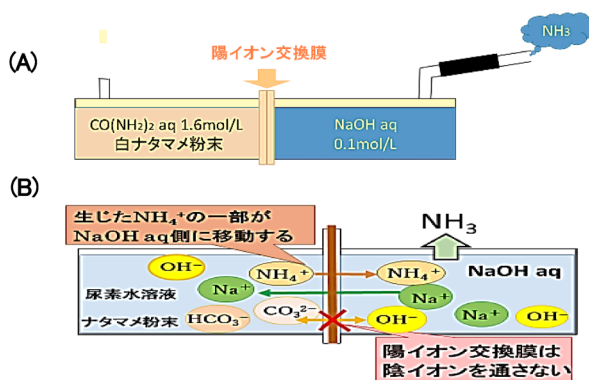 (A)
陽イオン交換膜
NH₃
CO(NH₂)₂ aq 1.6mol/L
白ナタマメ粉末
NaOH aq
0.1mol/L
(B)
生じたNH₄⁺の一部が
NaOH aq側に移動する
NH₃
OH⁻
NH₄⁺
NH₄⁺
NaOH aq
Na⁺
Na⁺
尿素水溶液
ナタマメ粉末
HCO₃⁻
CO₃²⁻
OH⁻
Na⁺
OH⁻
陽イオン交換膜は
陰イオンを通さない